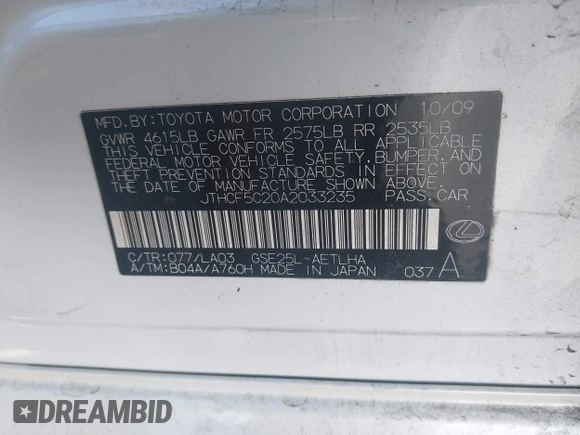 MFD.BY:TOYOTA MOTOR CORPORATION 10/09
GVWR 4615LB GAWR FR 2575LB RR 2535LB
THIS VEHICLE CONFORMS TO ALL APPLICABLE
FEDERAL MOTOR VEHICLE SAFETY,BUMPER,AND
THEFT PREVENTION STANDARDS IN EFFECT ON
THE DATE OF MANUFACTURE SHOWN ABOVE.
JTHCF5C20A2033235 PASS.CAR
C/TR:077/LA03 GSE25L-AETLHA
A/TM:B04A/A760H MADE IN JAPAN 037 A
DREAMBID